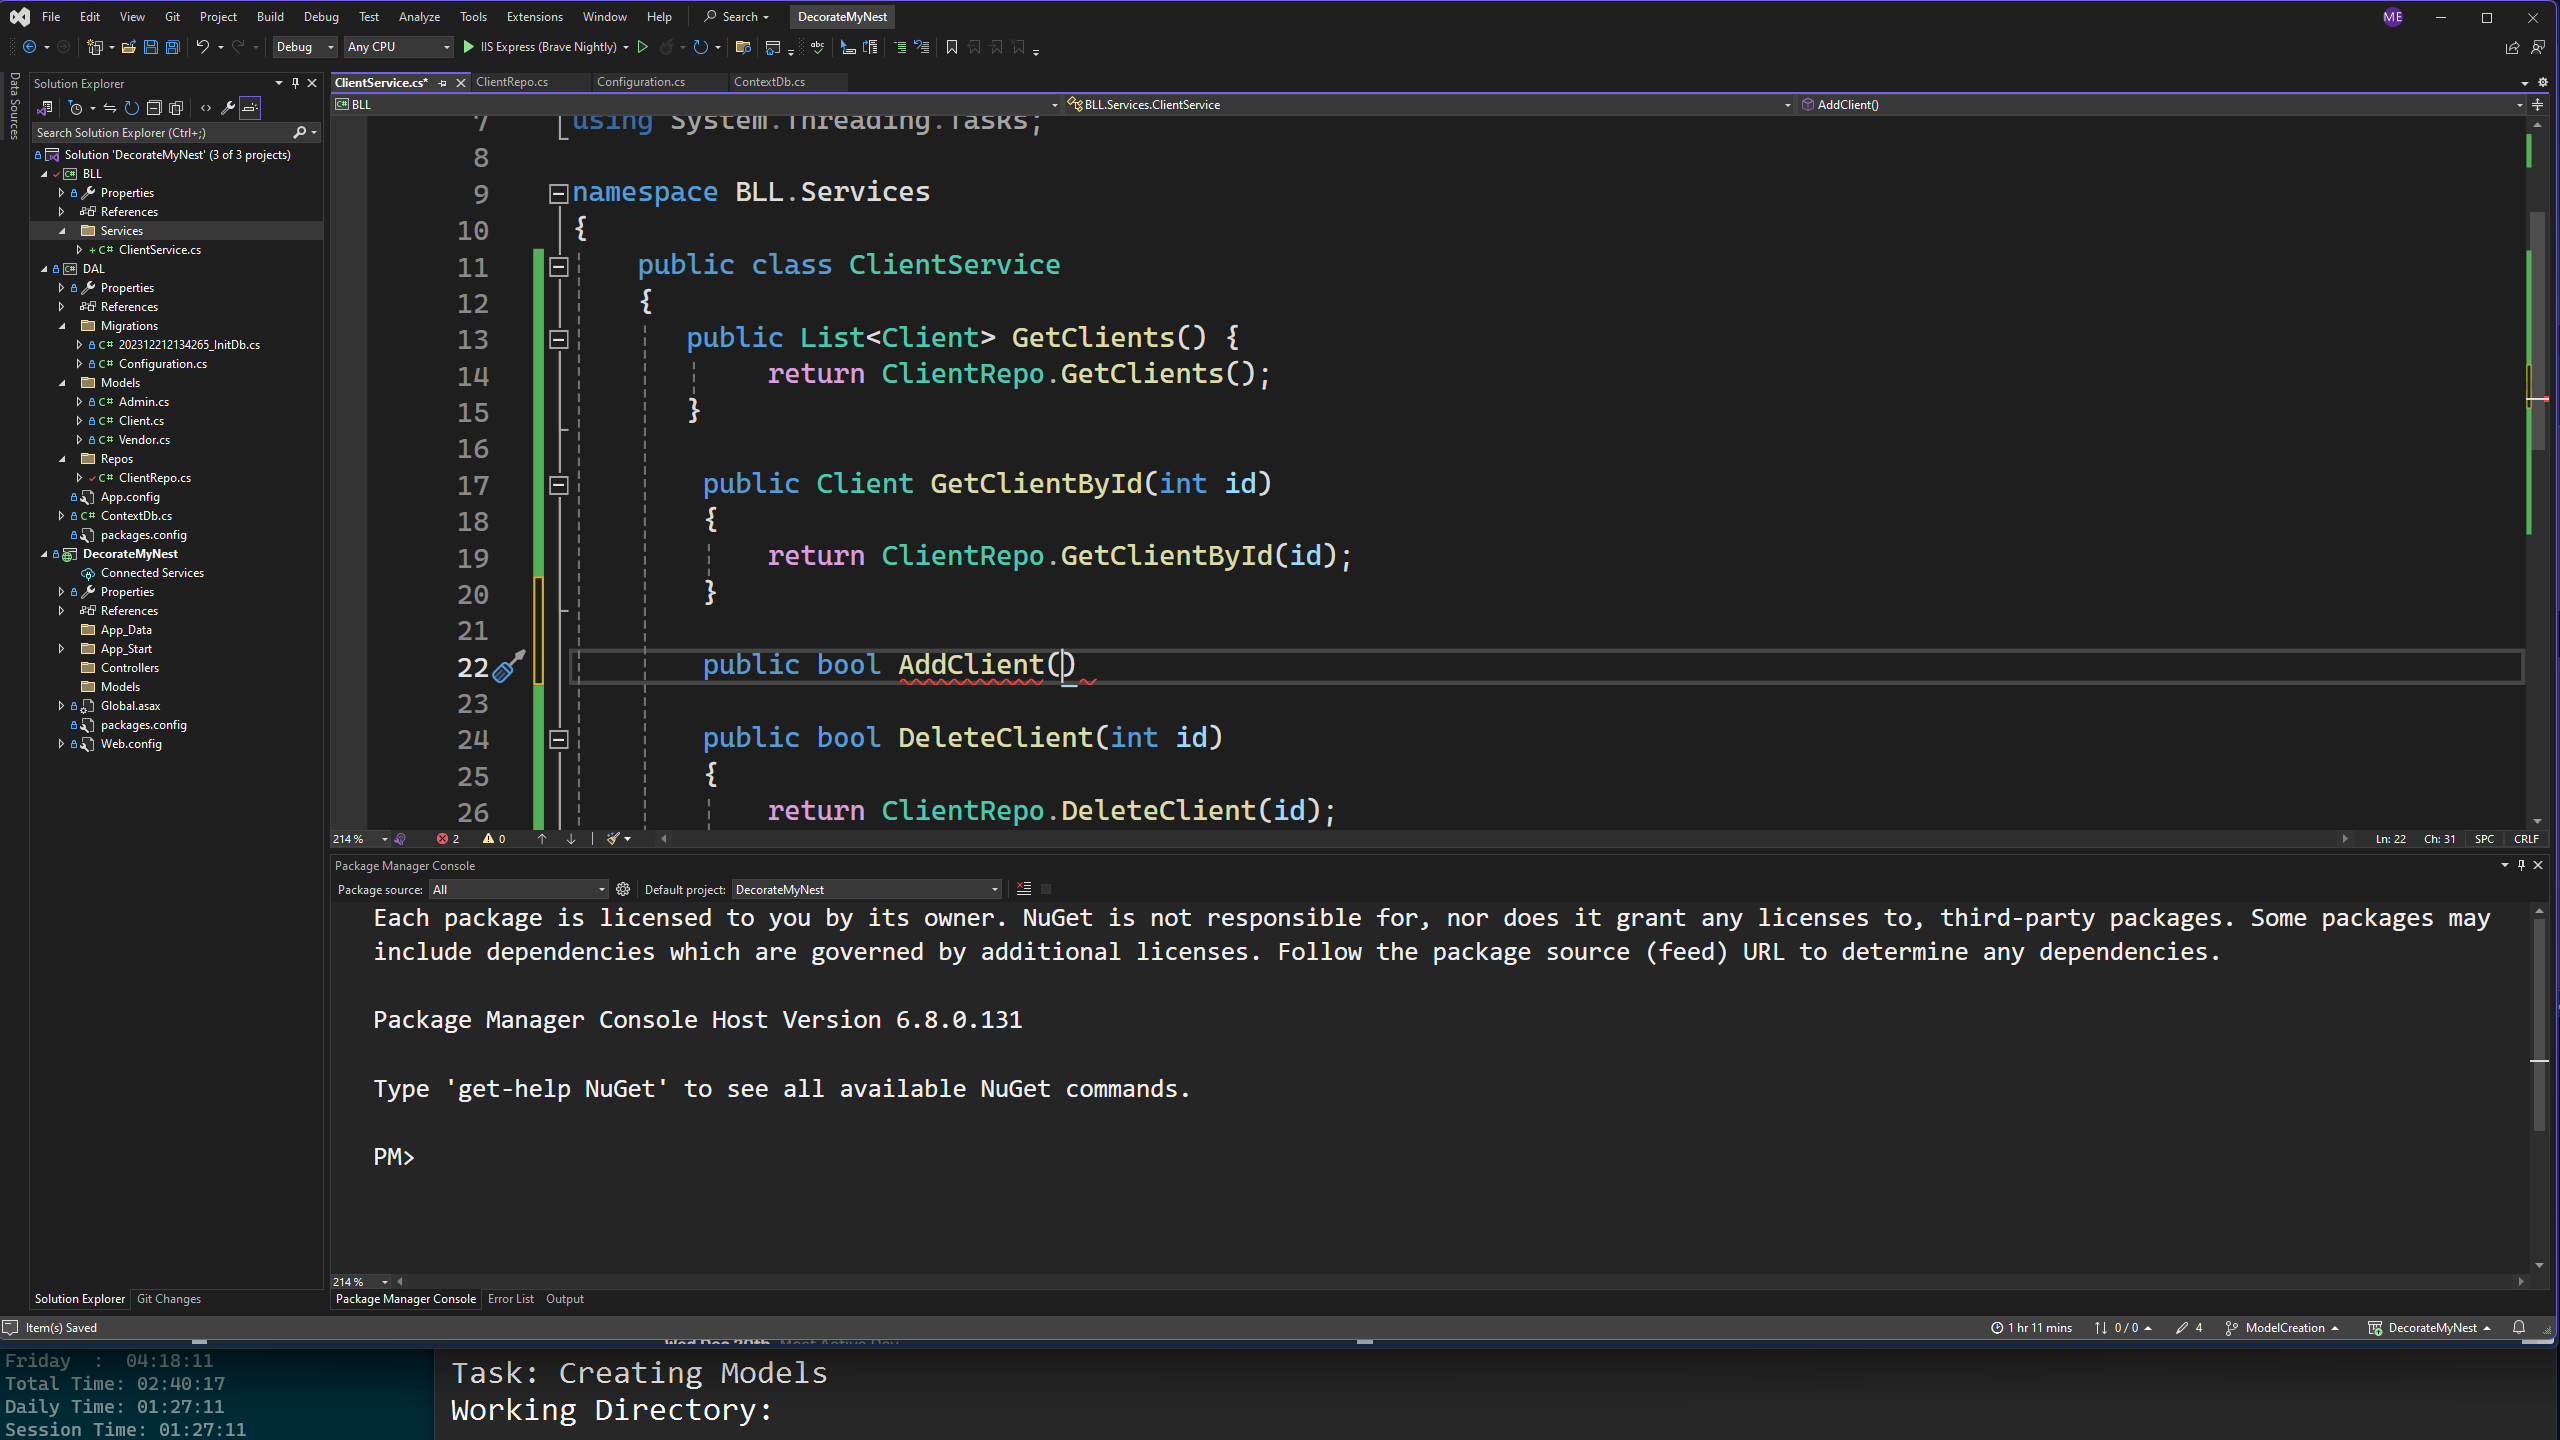 File Edit View Git Project Build Debug Test Analyze Tools Extensions Window Help Search DecorateMyNest ME
Debug Any CPU IIS Express (Brave Nightly)
Data Sources
Solution Explorer
Search Solution Explorer (Ctrl+;)
Solution 'DecorateMyNest' (3 of 3 projects)
BLL
Properties
References
Services
C# ClientService.cs
DAL
Properties
References
Migrations
C# 202312212134265_InitDb.cs
C# Configuration.cs
Models
C# Admin.cs
C# Client.cs
C# Vendor.cs
Repos
C# ClientRepo.cs
App.config
C# ContextDb.cs
packages.config
DecorateMyNest
Connected Services
Properties
References
App_Data
App_Start
Controllers
Models
Global.asax
packages.config
Web.config
Solution Explorer Git Changes
ClientService.cs* ClientRepo.cs Configuration.cs ContextDb.cs
C# BLL BLL.Services.ClientService AddClient()
7 using System.Threading.Tasks;
8
9 namespace BLL.Services
10 {
11 public class ClientService
12 {
13 public List<Client> GetClients() {
14 return ClientRepo.GetClients();
15 }
16
17 public Client GetClientById(int id)
18 {
19 return ClientRepo.GetClientById(id);
20 }
21
22 public bool AddClient()
23
24 public bool DeleteClient(int id)
25 {
26 return ClientRepo.DeleteClient(id);
214 % 2 0 Ln: 22 Ch: 31 SPC CRLF
Package Manager Console
Package source: All Default project: DecorateMyNest
Each package is licensed to you by its owner. NuGet is not responsible for, nor does it grant any licenses to, third-party packages. Some packages may
include dependencies which are governed by additional licenses. Follow the package source (feed) URL to determine any dependencies.
Package Manager Console Host Version 6.8.0.131
Type 'get-help NuGet' to see all available NuGet commands.
PM>
214 %
Package Manager Console Error List Output
Item(s) Saved 1 hr 11 mins 0 / 0 4 ModelCreation DecorateMyNest
Wed Dec 20th Most Active Day
Friday : 04:18:11
Total Time: 02:40:17
Daily Time: 01:27:11
Session Time: 01:27:11
Task: Creating Models
Working Directory: